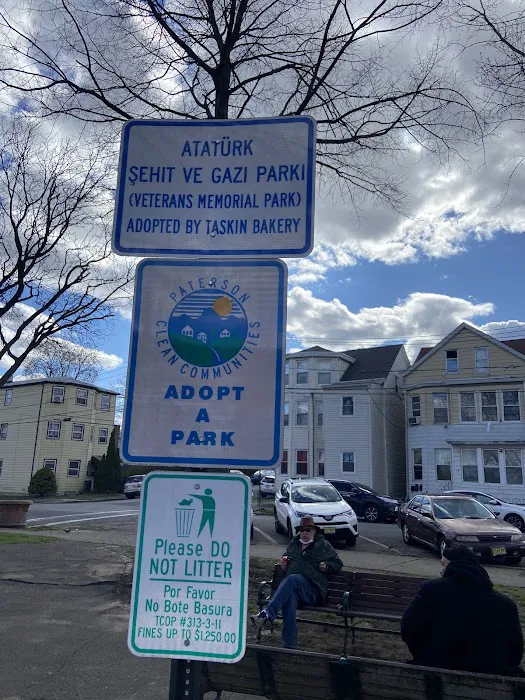 ATATÜRK
ŞEHIT VE GAZI PARKI
(VETERANS MEMORIAL PARK)
ADOPTED BY TAŞKIN BAKERY
PATERSON
CLEAN COMMUNITIES
ADOPT
A
PARK
Please DO
NOT LITTER
Por Favor
No Bote Basura
TCOP #313-3-11
FINES UP TO $1,250.00